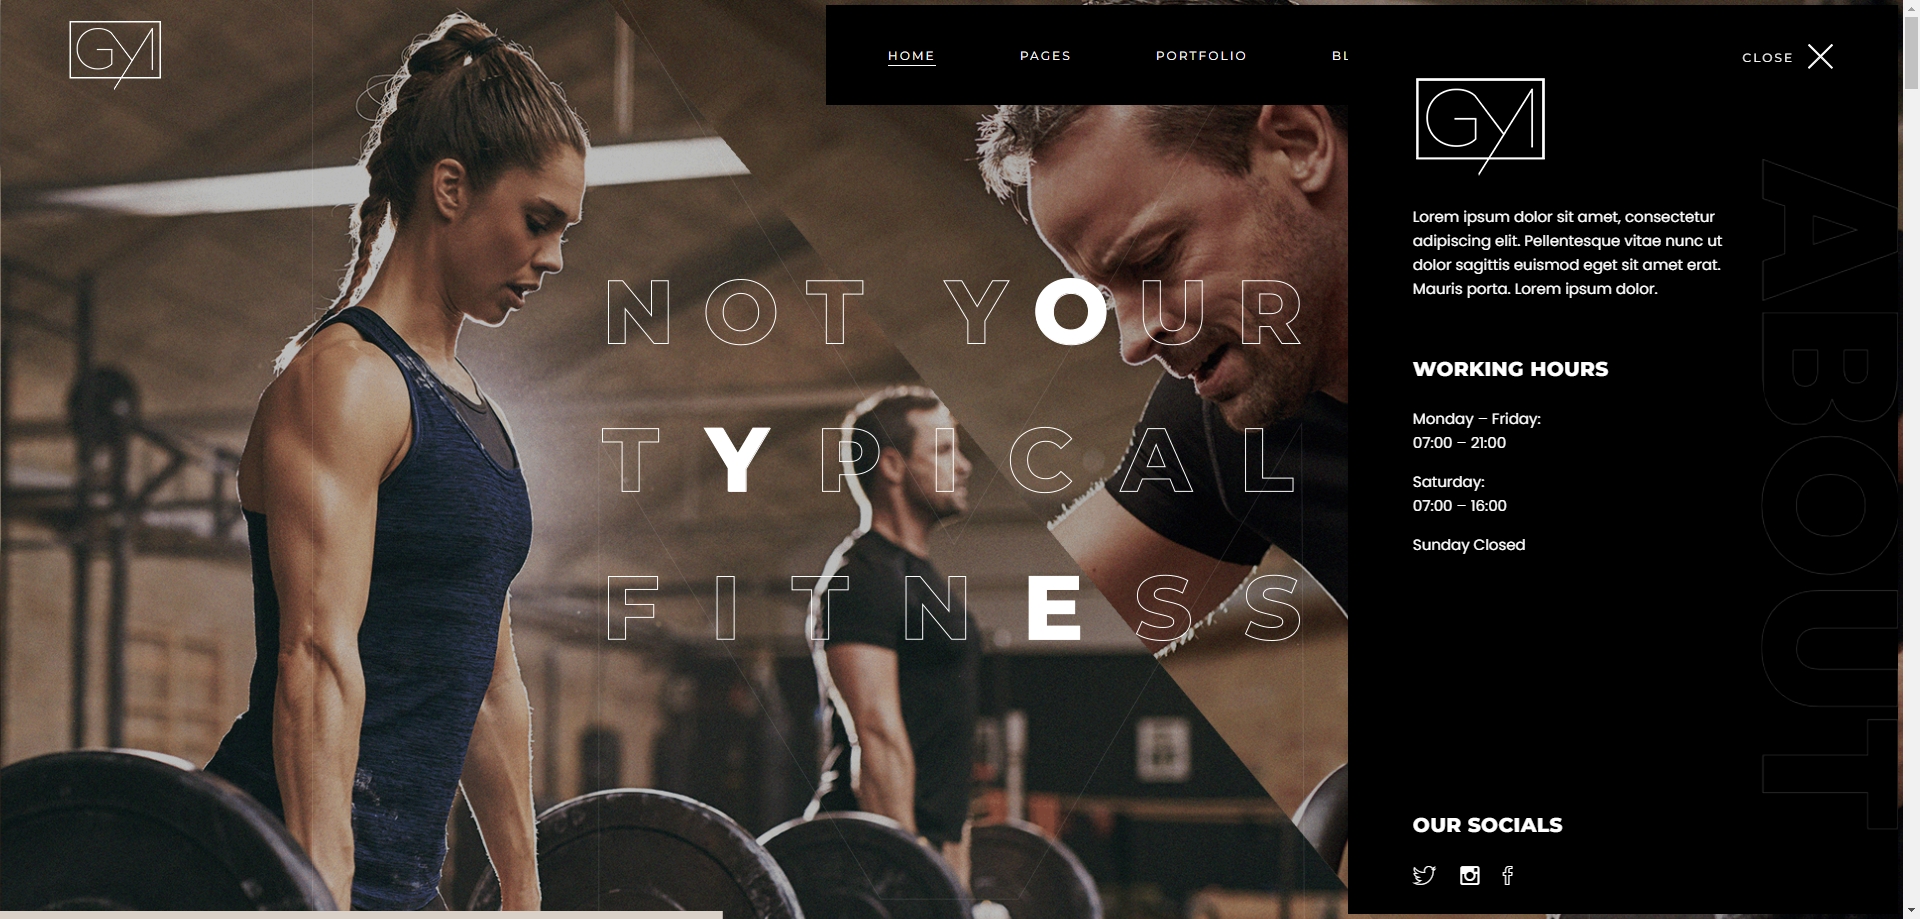 GYM
HOME
PAGES
PORTFOLIO
BL
CLOSE
NOT YOUR
TYPICAL
FITNESS
GYM
Lorem ipsum dolor sit amet, consectetur
adipiscing elit. Pellentesque vitae nunc ut
dolor sagittis euismod eget sit amet erat.
Mauris porta. Lorem ipsum dolor.
WORKING HOURS
Monday – Friday:
07:00 – 21:00
Saturday:
07:00 – 16:00
Sunday Closed
ABOUT
OUR SOCIALS